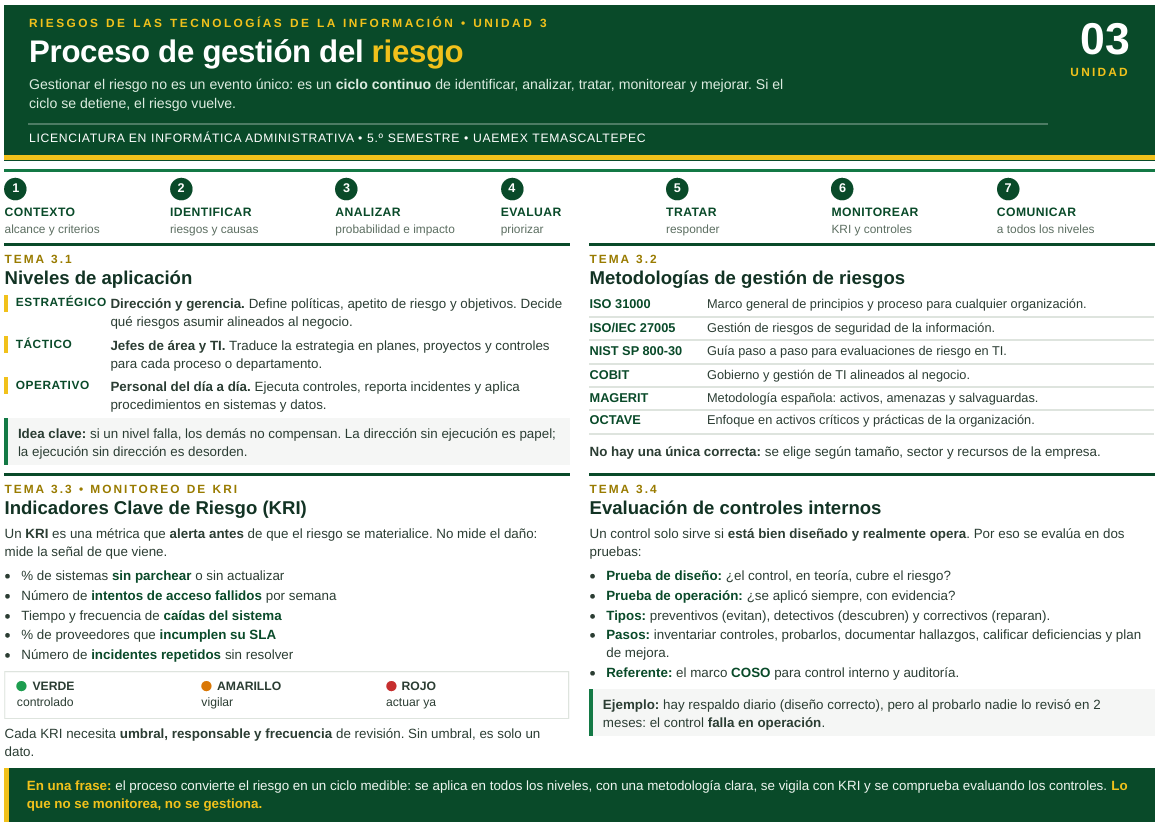 RIESGOS DE LAS TECNOLOGÍAS DE LA INFORMACIÓN • UNIDAD 3
Proceso de gestión del riesgo
Gestionar el riesgo no es un evento único: es un ciclo continuo de identificar, analizar, tratar, monitorear y mejorar. Si el
ciclo se detiene, el riesgo vuelve.
LICENCIATURA EN INFORMÁTICA ADMINISTRATIVA • 5.º SEMESTRE • UAEMEX TEMASCALTEPEC
03
UNIDAD
1
CONTEXTO
alcance y criterios
2
IDENTIFICAR
riesgos y causas
3
ANALIZAR
probabilidad e impacto
4
EVALUAR
priorizar
5
TRATAR
responder
6
MONITOREAR
KRI y controles
7
COMUNICAR
a todos los niveles
TEMA 3.1
Niveles de aplicación
ESTRATÉGICO Dirección y gerencia. Define políticas, apetito de riesgo y objetivos. Decide
qué riesgos asumir alineados al negocio.
TÁCTICO Jefes de área y TI. Traduce la estrategia en planes, proyectos y controles
para cada proceso o departamento.
OPERATIVO Personal del día a día. Ejecuta controles, reporta incidentes y aplica
procedimientos en sistemas y datos.
Idea clave: si un nivel falla, los demás no compensan. La dirección sin ejecución es papel;
la ejecución sin dirección es desorden.
TEMA 3.2
Metodologías de gestión de riesgos
ISO 31000 Marco general de principios y proceso para cualquier organización.
ISO/IEC 27005 Gestión de riesgos de seguridad de la información.
NIST SP 800-30 Guía paso a paso para evaluaciones de riesgo en TI.
COBIT Gobierno y gestión de TI alineados al negocio.
MAGERIT Metodología española: activos, amenazas y salvaguardas.
OCTAVE Enfoque en activos críticos y prácticas de la organización.
No hay una única correcta: se elige según tamaño, sector y recursos de la empresa.
TEMA 3.3 • MONITOREO DE KRI
Indicadores Clave de Riesgo (KRI)
Un KRI es una métrica que alerta antes de que el riesgo se materialice. No mide el daño:
mide la señal de que viene.
• % de sistemas sin parchear o sin actualizar
• Número de intentos de acceso fallidos por semana
• Tiempo y frecuencia de caídas del sistema
• % de proveedores que incumplen su SLA
• Número de incidentes repetidos sin resolver
VERDE
controlado
AMARILLO
vigilar
ROJO
actuar ya
Cada KRI necesita umbral, responsable y frecuencia de revisión. Sin umbral, es solo un
dato.
TEMA 3.4
Evaluación de controles internos
Un control solo sirve si está bien diseñado y realmente opera. Por eso se evalúa en dos
pruebas:
• Prueba de diseño: ¿el control, en teoría, cubre el riesgo?
• Prueba de operación: ¿se aplicó siempre, con evidencia?
• Tipos: preventivos (evitan), detectivos (descubren) y correctivos (reparan).
• Pasos: inventariar controles, probarlos, documentar hallazgos, calificar deficiencias y plan
de mejora.
• Referente: el marco COSO para control interno y auditoría.
Ejemplo: hay respaldo diario (diseño correcto), pero al probarlo nadie lo revisó en 2
meses: el control falla en operación.
En una frase: el proceso convierte el riesgo en un ciclo medible: se aplica en todos los niveles, con una metodología clara, se vigila con KRI y se comprueba evaluando los controles. Lo
que no se monitorea, no se gestiona.